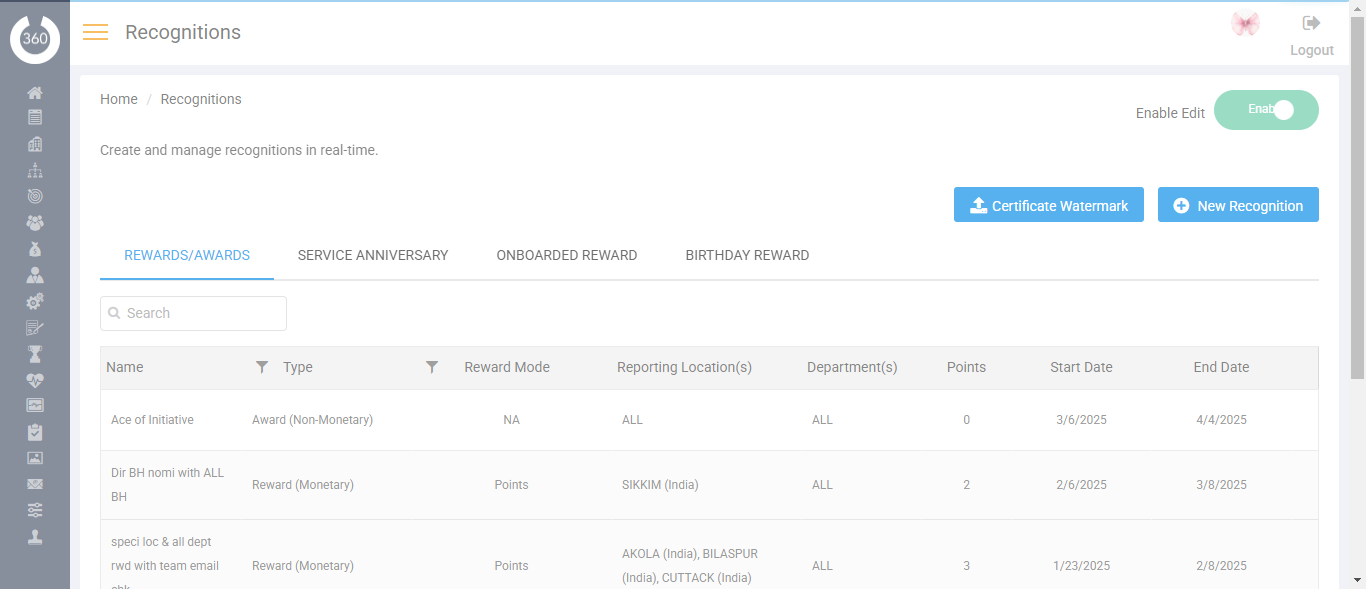 360
Recognitions
Logout
Home / Recognitions
Enable Edit
Enab
Create and manage recognitions in real-time.
Certificate Watermark
New Recognition
REWARDS/AWARDS SERVICE ANNIVERSARY ONBOARDED REWARD BIRTHDAY REWARD
Search
Name Type Reward Mode Reporting Location(s) Department(s) Points Start Date End Date
Ace of Initiative Award (Non-Monetary) NA ALL ALL 0 3/6/2025 4/4/2025
Dir BH nomi with ALL
BH
Reward (Monetary) Points SIKKIM (India) ALL 2 2/6/2025 3/8/2025
speci loc & all dept
rwd with team email
Reward (Monetary) Points
AKOLA (India), BILASPUR
(India), CUTTACK (India)
ALL 3 1/23/2025 2/8/2025